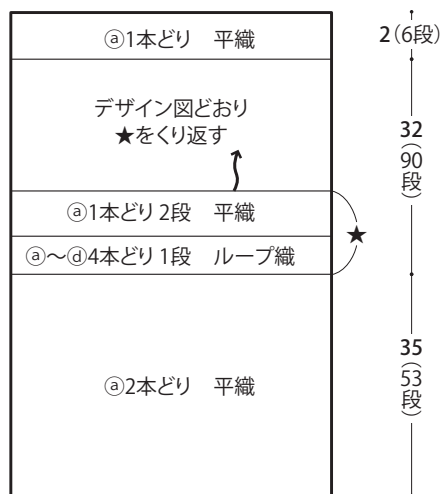 ⓐ1本どり　平織
デザイン図どおり
★をくり返す
ⓐ1本どり 2段　平織
ⓐ〜ⓓ4本どり 1段　ループ織
ⓐ2本どり　平織
★
2(6段)
32(90段)
35(53段)